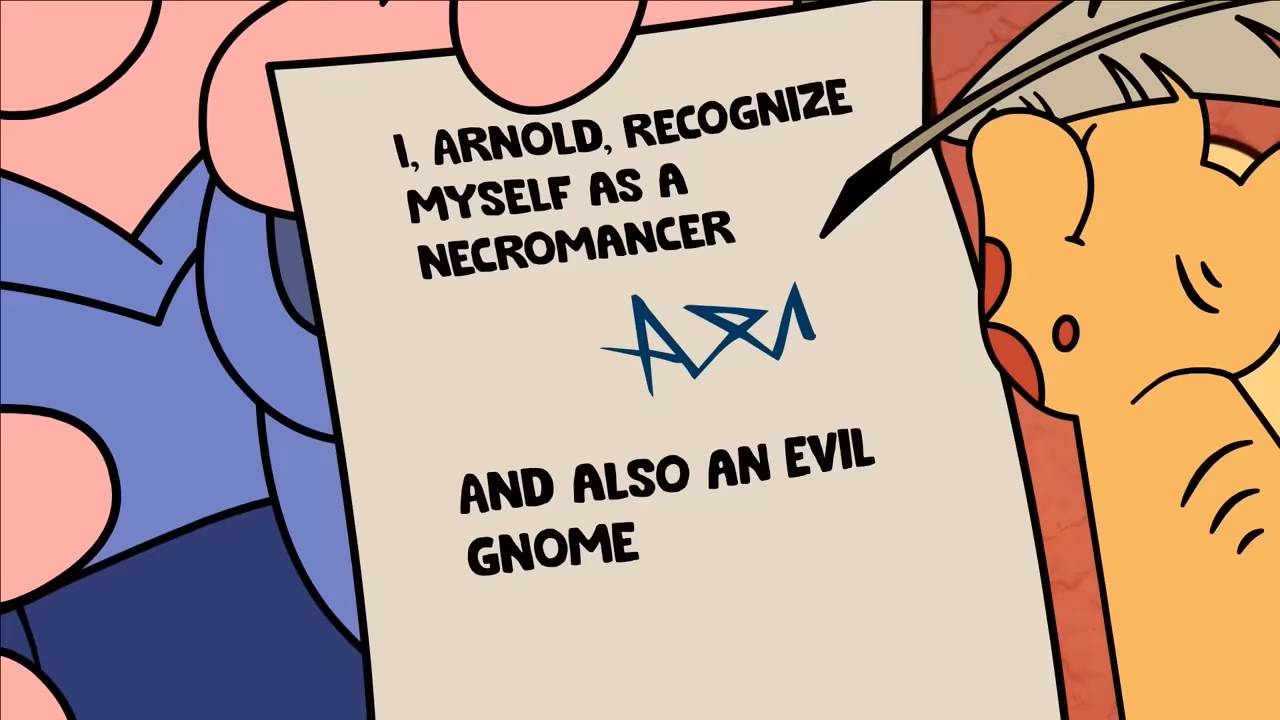 I, ARNOLD, RECOGNIZE
MYSELF AS A
NECROMANCER
AND ALSO AN EVIL
GNOME